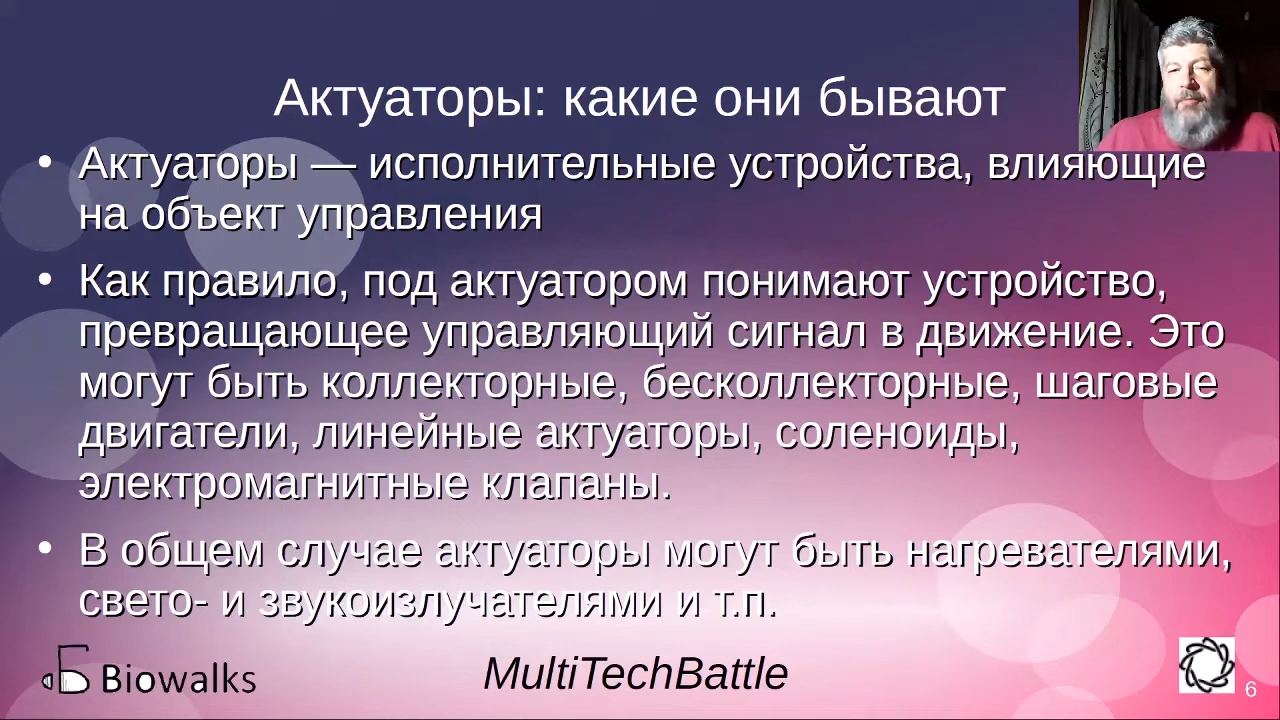 Актуаторы: какие они бывают
• Актуаторы — исполнительные устройства, влияющие
на объект управления
• Как правило, под актуатором понимают устройство,
превращающее управляющий сигнал в движение. Это
могут быть коллекторные, бесколлекторные, шаговые
двигатели, линейные актуаторы, соленоиды,
электромагнитные клапаны.
• В общем случае актуаторы могут быть нагревателями,
свето- и звукоизлучателями и т.п.
Biowalks
MultiTechBattle
6